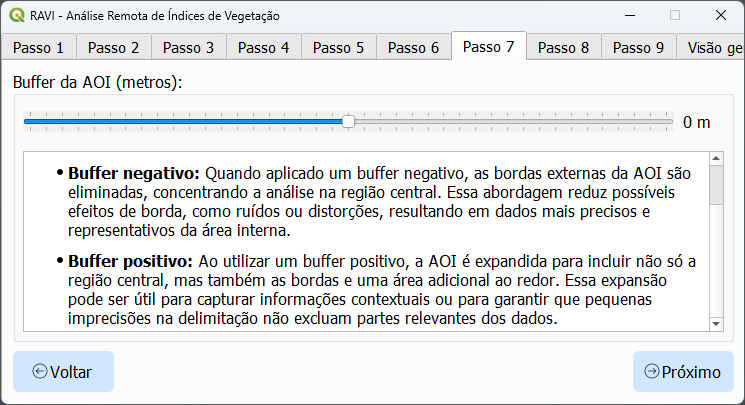 RAVI - Análise Remota de Índices de Vegetação
Passo 1 Passo 2 Passo 3 Passo 4 Passo 5 Passo 6 Passo 7 Passo 8 Passo 9 Visão ge
Buffer da AOI (metros):
0 m
• Buffer negativo: Quando aplicado um buffer negativo, as bordas externas da AOI são
eliminadas, concentrando a análise na região central. Essa abordagem reduz possíveis
efeitos de borda, como ruídos ou distorções, resultando em dados mais precisos e
representativos da área interna.
• Buffer positivo: Ao utilizar um buffer positivo, a AOI é expandida para incluir não só a
região central, mas também as bordas e uma área adicional ao redor. Essa expansão
pode ser útil para capturar informações contextuais ou para garantir que pequenas
imprecisões na delimitação não excluam partes relevantes dos dados.
Voltar Próximo